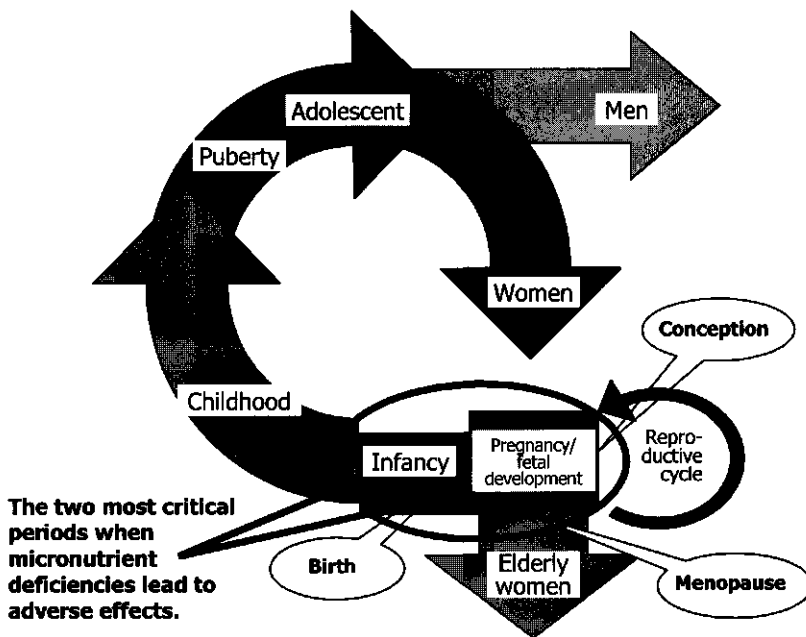 Adolescent
Men
Puberty
Women
Conception
Childhood
Infancy
Pregnancy/
fetal
development
Repro-
ductive
cycle
The two most critical
periods when
micronutrient
deficiencies lead to
adverse effects.
Birth
Elderly
women
Menopause